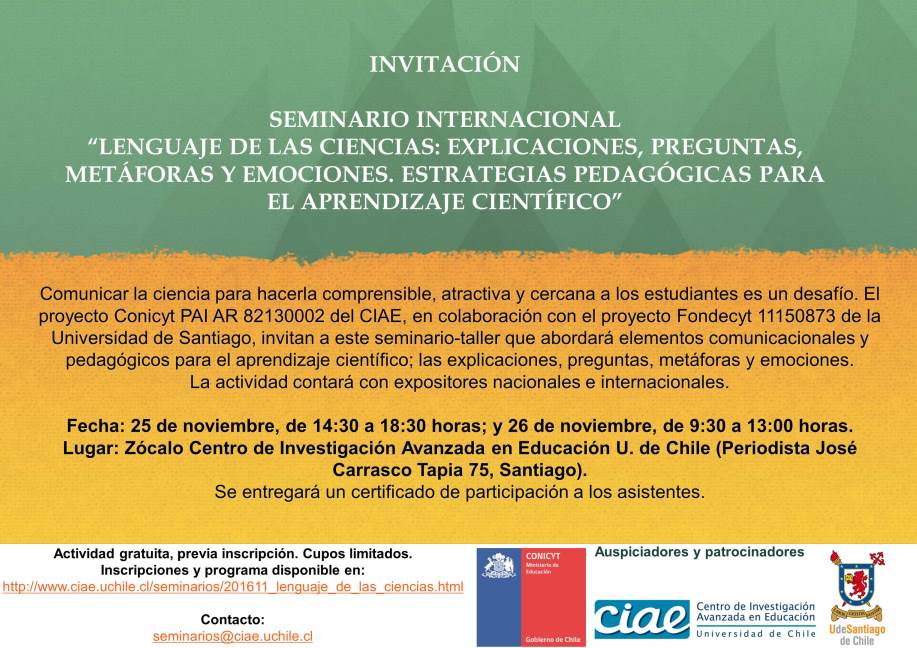 INVITACIÓN
SEMINARIO INTERNACIONAL
“LENGUAJE DE LAS CIENCIAS: EXPLICACIONES, PREGUNTAS,
METÁFORAS Y EMOCIONES. ESTRATEGIAS PEDAGÓGICAS PARA
EL APRENDIZAJE CIENTÍFICO”
Comunicar la ciencia para hacerla comprensible, atractiva y cercana a los estudiantes es un desafío. El
proyecto Conicyt PAI AR 82130002 del CIAE, en colaboración con el proyecto Fondecyt 11150873 de la
Universidad de Santiago, invitan a este seminario-taller que abordará elementos comunicacionales y
pedagógicos para el aprendizaje científico; las explicaciones, preguntas, metáforas y emociones.
La actividad contará con expositores nacionales e internacionales.
Fecha: 25 de noviembre, de 14:30 a 18:30 horas; y 26 de noviembre, de 9:30 a 13:00 horas.
Lugar: Zócalo Centro de Investigación Avanzada en Educación U. de Chile (Periodista José
Carrasco Tapia 75, Santiago).
Se entregará un certificado de participación a los asistentes.
Actividad gratuita, previa inscripción. Cupos limitados.
Inscripciones y programa disponible en:
http://www.ciae.uchile.cl/seminarios/201611_lenguaje_de_las_ciencias.html
Contacto:
seminarios@ciae.uchile.cl
CONICYT
Ministerio de
Educación
Gobierno de Chile
Auspiciadores y patrocinadores
ciae
Centro de Investigación
Avanzada en Educación
Universidad de Chile
UdeSantiago
de Chile